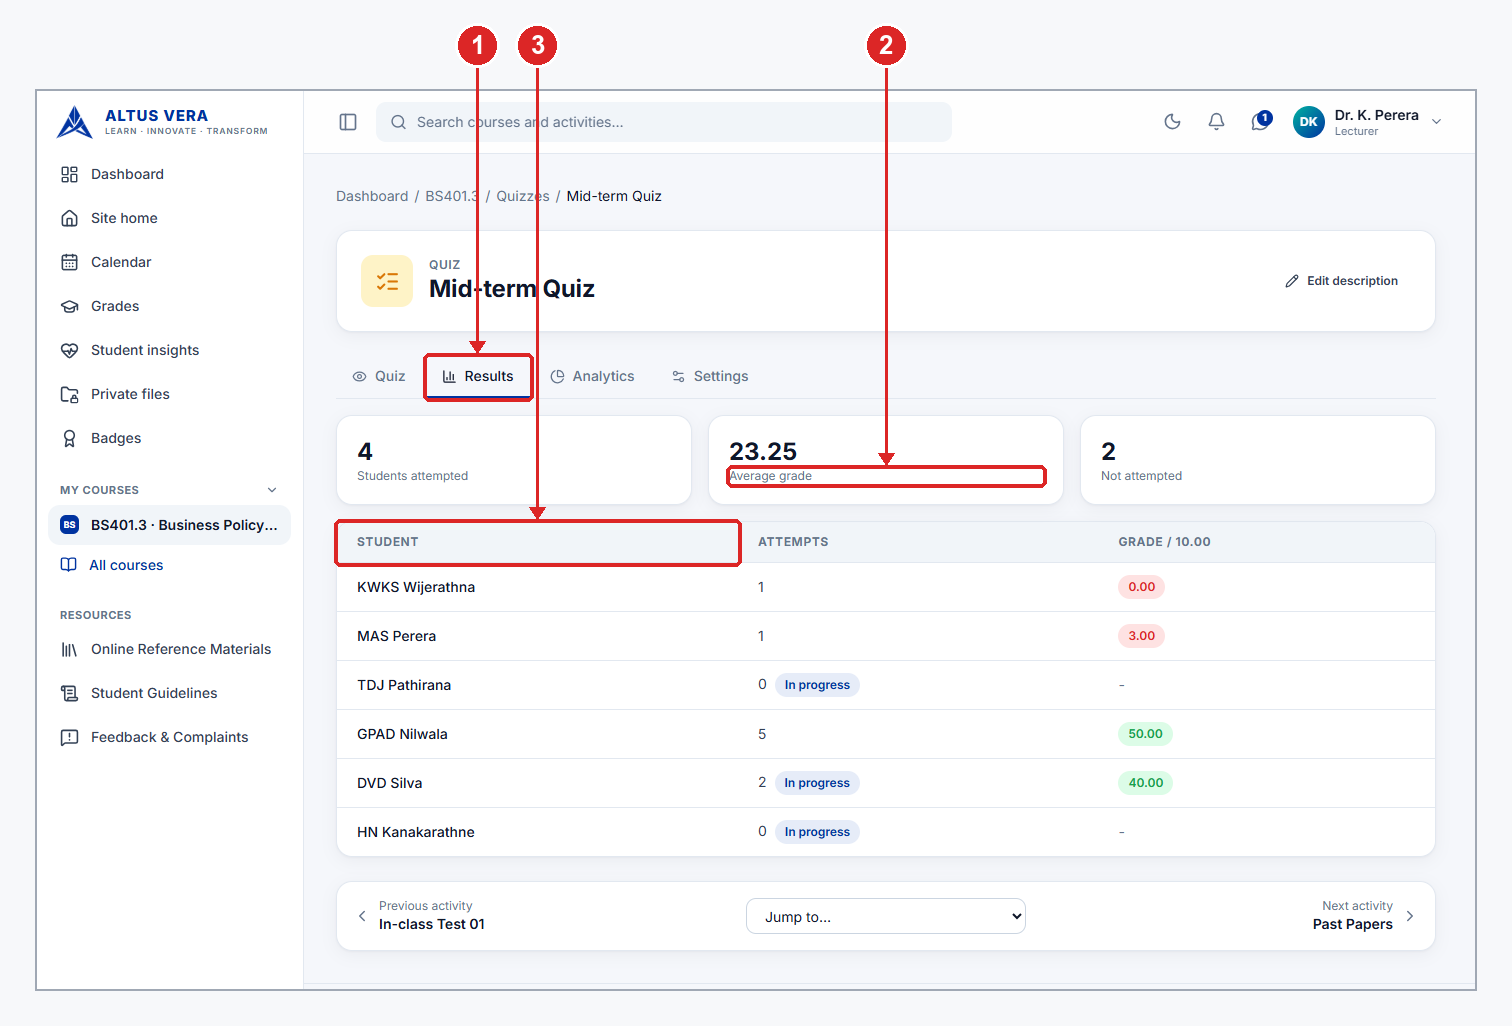 1
3
2
ALTUS VERA
LEARN · INNOVATE · TRANSFORM
Search courses and activities...
1
DK
Dr. K. Perera
Lecturer
Dashboard
Site home
Calendar
Grades
Student insights
Private files
Badges
MY COURSES
BS
BS401.3 · Business Policy...
All courses
RESOURCES
Online Reference Materials
Student Guidelines
Feedback & Complaints
Dashboard / BS401.3 / Quizzes / Mid-term Quiz
QUIZ
Mid-term Quiz
Edit description
Quiz
Results
Analytics
Settings
4
Students attempted
23.25
Average grade
2
Not attempted
STUDENT ATTEMPTS GRADE / 10.00
KWKS Wijerathna 1 0.00
MAS Perera 1 3.00
TDJ Pathirana 0 In progress -
GPAD Nilwala 5 50.00
DVD Silva 2 In progress 40.00
HN Kanakarathne 0 In progress -
Previous activity
In-class Test 01
Jump to...
Next activity
Past Papers